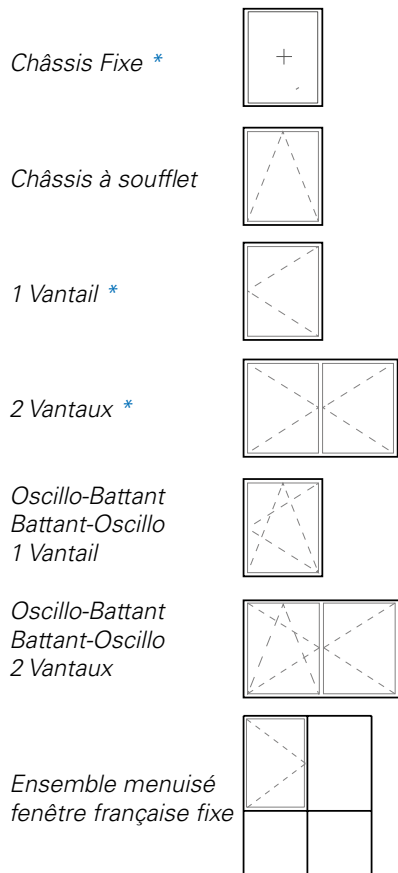 Châssis Fixe *
Châssis à soufflet
1 Vantail *
2 Vantaux *
Oscillo-Battant
Battant-Oscillo
1 Vantail
Oscillo-Battant
Battant-Oscillo
2 Vantaux
Ensemble menuisé
fenêtre française fixe